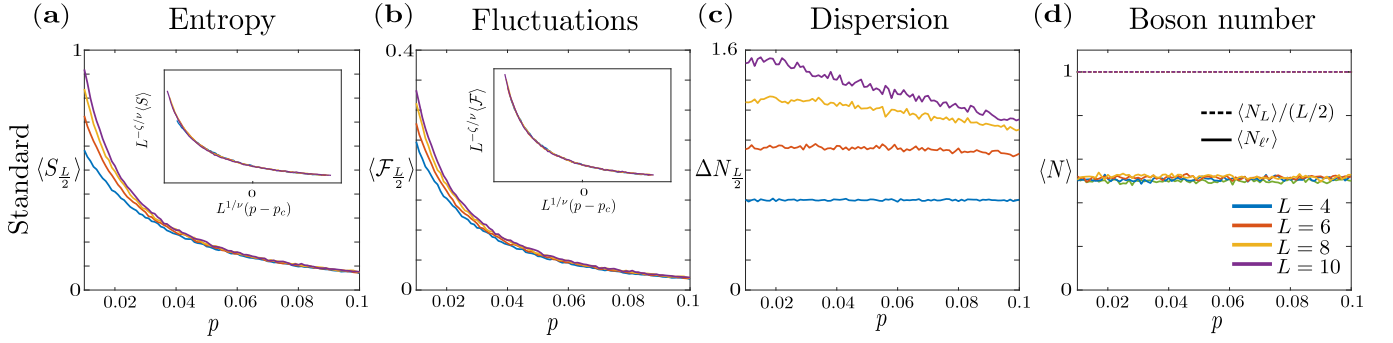 (a) Entropy
Standard
⟨S_{L/2}⟩
1
0
0.02 0.04 0.06 0.08 0.1
p
L^{-ζ/ν}⟨S⟩
0
L^{1/ν}(p − p_c)
(b) Fluctuations
⟨ℱ_{L/2}⟩
0.4
0
0.02 0.04 0.06 0.08 0.1
p
L^{-ζ/ν}⟨ℱ⟩
0
L^{1/ν}(p − p_c)
(c) Dispersion
ΔN_{L/2}
1.6
0
0.02 0.04 0.06 0.08 0.1
p
(d) Boson number
⟨N⟩
1
0
0.02 0.04 0.06 0.08 0.1
p
⟨N_L⟩/(L/2)
⟨N_{ℓ′}⟩
L = 4
L = 6
L = 8
L = 10